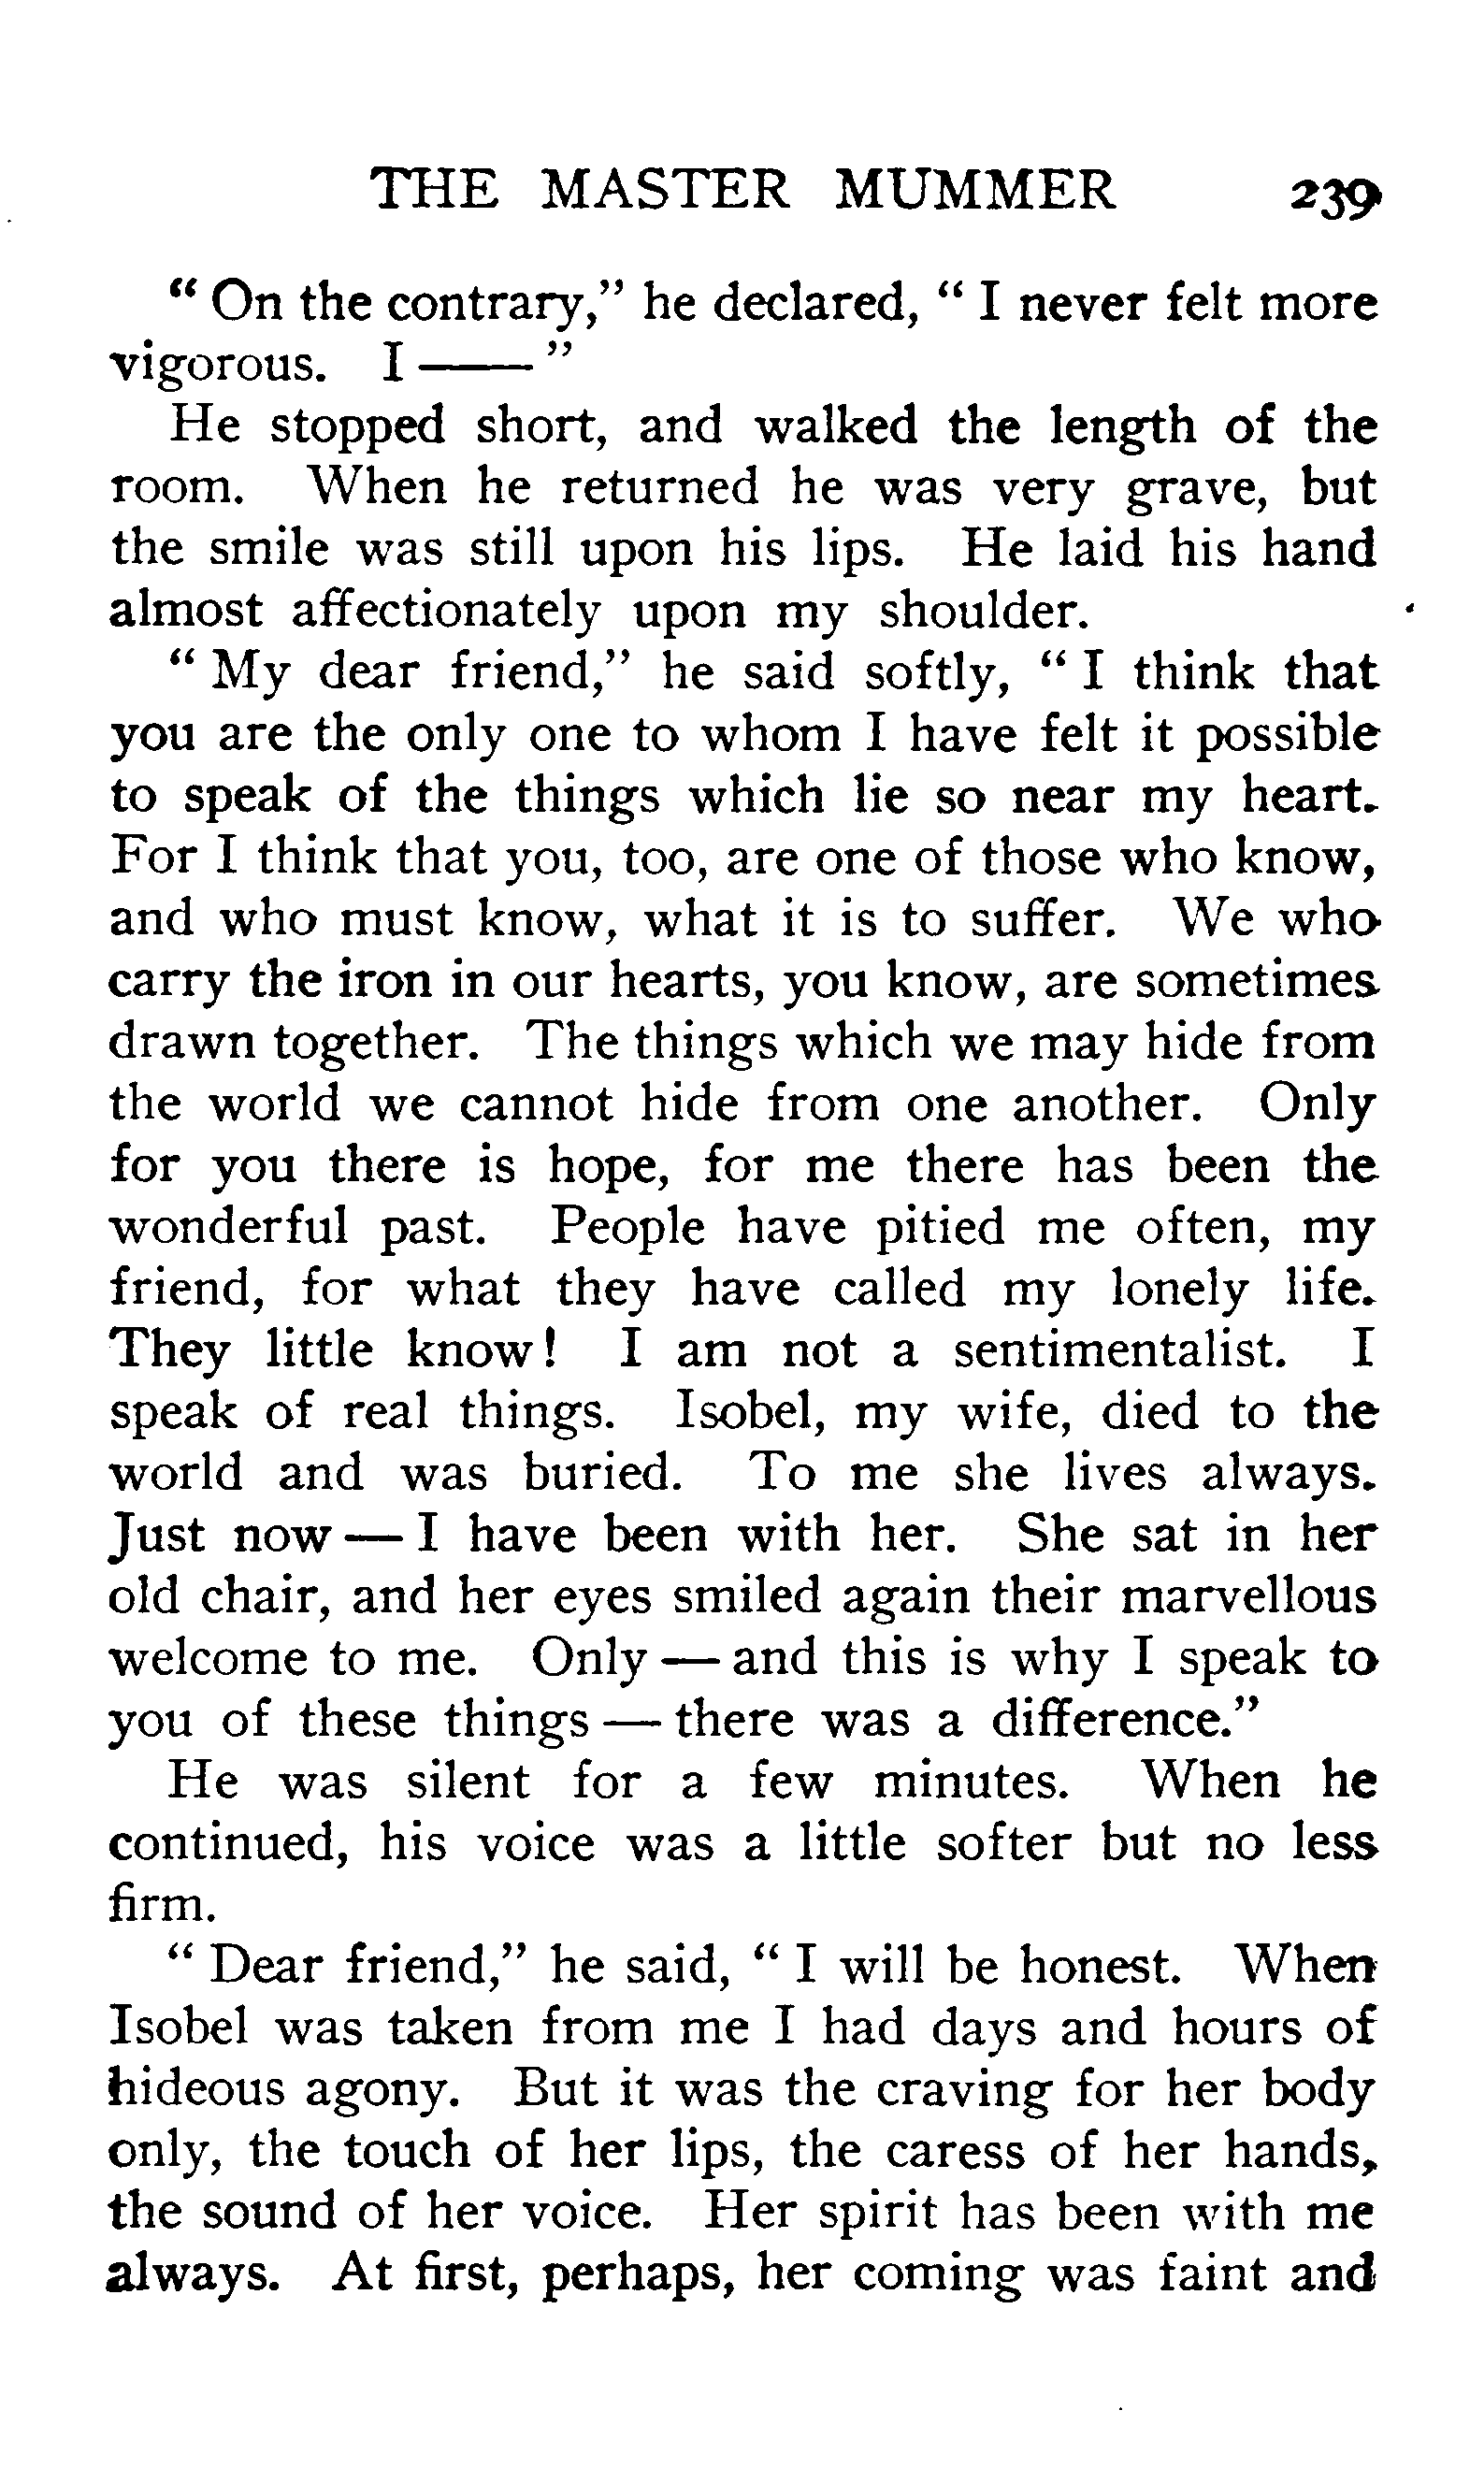 THE MASTER MUMMER 239
" On the contrary," he declared, " I never felt more
vigorous. I —— "
He stopped short, and walked the length of the
room. When he returned he was very grave, but
the smile was still upon his lips. He laid his hand
almost affectionately upon my shoulder.
" My dear friend," he said softly, " I think that
you are the only one to whom I have felt it possible
to speak of the things which lie so near my heart.
For I think that you, too, are one of those who know,
and who must know, what it is to suffer. We who
carry the iron in our hearts, you know, are sometimes
drawn together. The things which we may hide from
the world we cannot hide from one another. Only
for you there is hope, for me there has been the
wonderful past. People have pitied me often, my
friend, for what they have called my lonely life.
They little know! I am not a sentimentalist. I
speak of real things. Isobel, my wife, died to the
world and was buried. To me she lives always.
Just now — I have been with her. She sat in her
old chair, and her eyes smiled again their marvellous
welcome to me. Only — and this is why I speak to
you of these things — there was a difference."
He was silent for a few minutes. When he
continued, his voice was a little softer but no less
firm.
" Dear friend," he said, " I will be honest. When
Isobel was taken from me I had days and hours of
hideous agony. But it was the craving for her body
only, the touch of her lips, the caress of her hands,
the sound of her voice. Her spirit has been with me
always. At first, perhaps, her coming was faint and